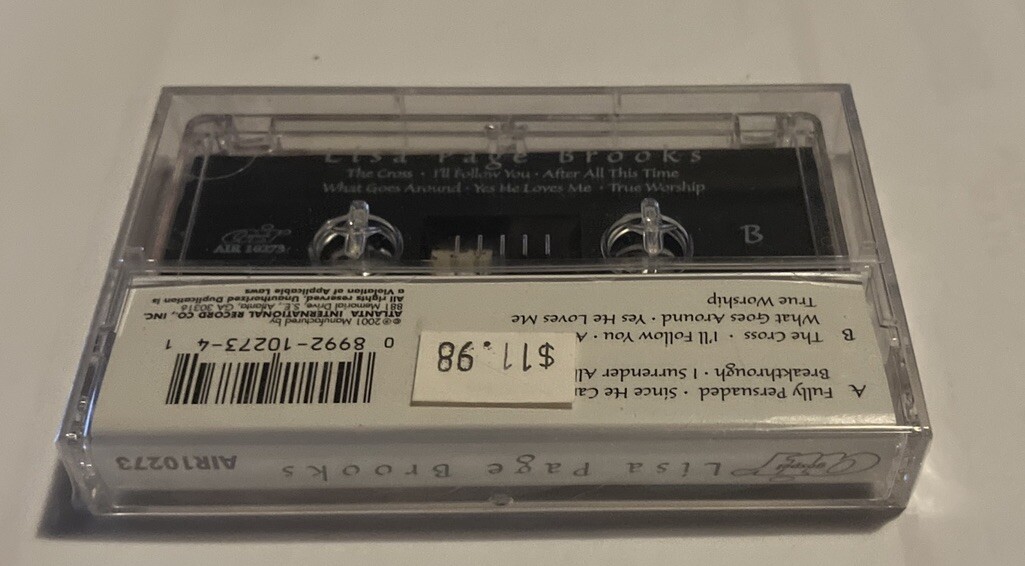 Lisa Page Brooks
The Cross · I'll Follow You · After All This Time
What Goes Around · Yes He Loves Me · True Worship
AIR 10273
B
A Fully Persuaded · Since He
Breakthrough · I Surrender
B The Cross · I'll Follow You ·
What Goes Around · Yes He Loves Me
True Worship
$11.98
0 8992-10273-4 1
℗© 2001 Manufactured by
ATLANTA INTERNATIONAL RECORD CO., INC.
881 Memorial Drive, S.E., Atlanta, GA 30316
All rights reserved. Unauthorized Duplication is
a Violation of Applicable Laws
Lisa Page Brooks
AIR10273